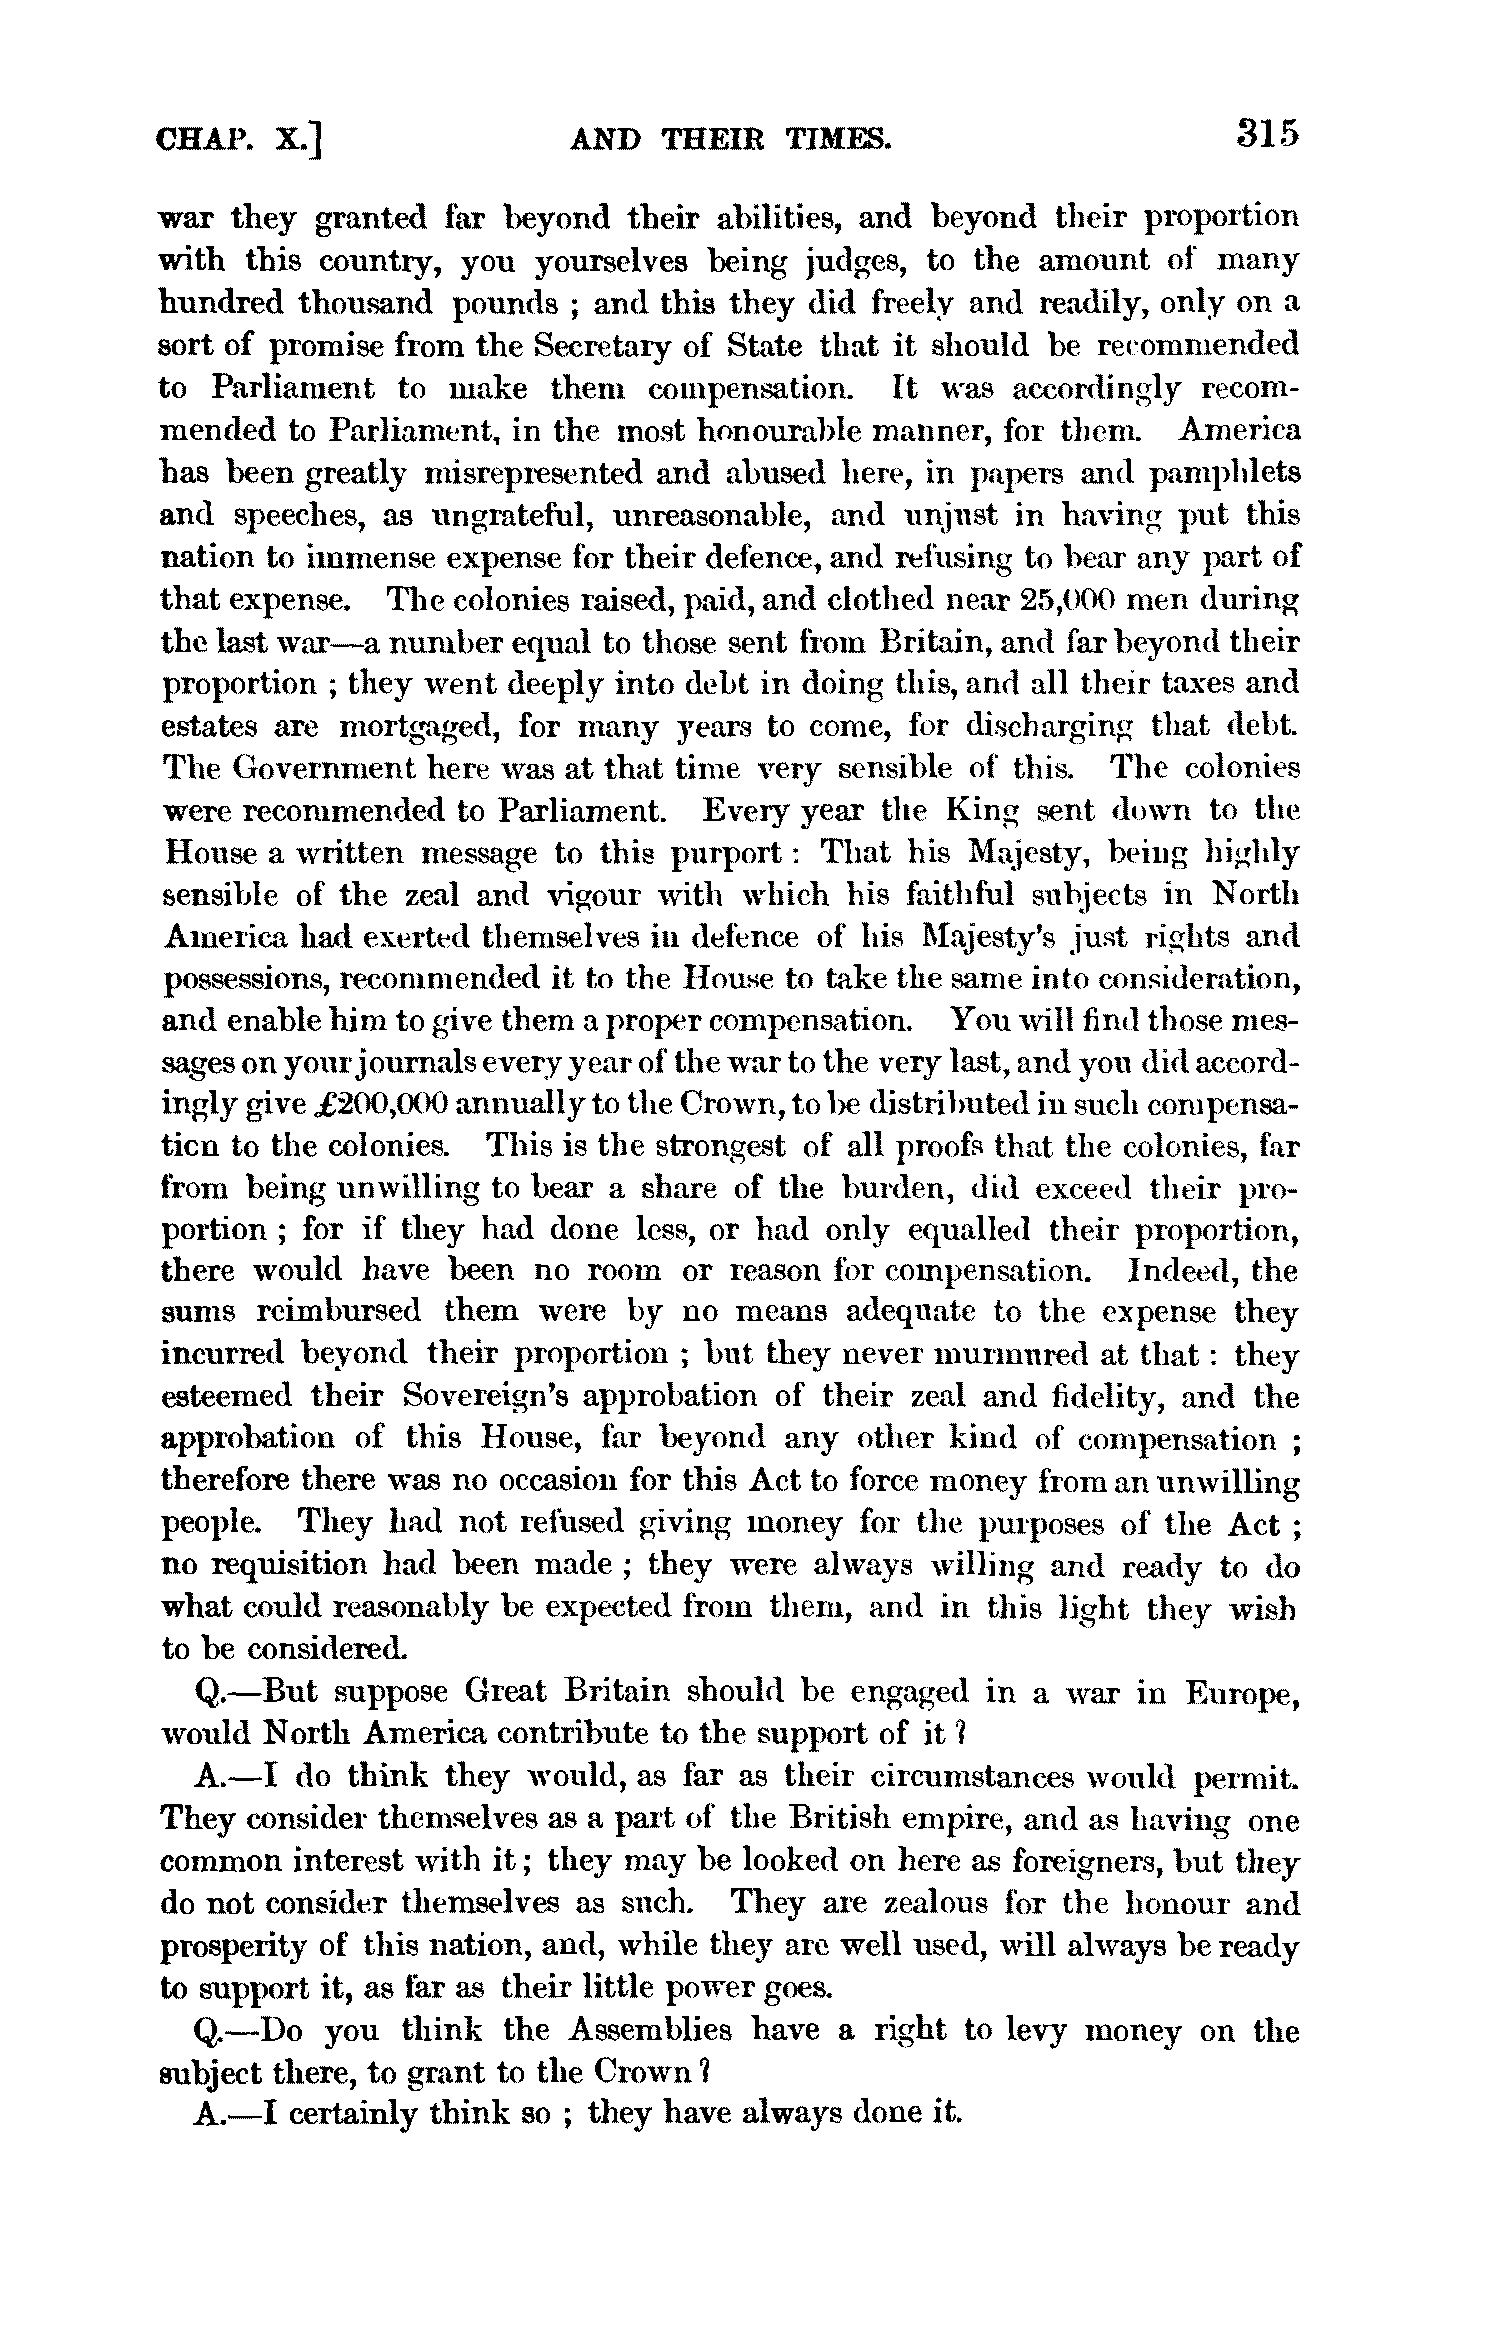 CHAP. X.] AND THEIR TIMES. 315
war they granted far beyond their abilities, and beyond their proportion
with this country, you yourselves being judges, to the amount of many
hundred thousand pounds ; and this they did freely and readily, only on a
sort of promise from the Secretary of State that it should be recommended
to Parliament to make them compensation. It was accordingly recom-
mended to Parliament, in the most honourable manner, for them. America
has been greatly misrepresented and abused here, in papers and pamphlets
and speeches, as ungrateful, unreasonable, and unjust in having put this
nation to immense expense for their defence, and refusing to bear any part of
that expense. The colonies raised, paid, and clothed near 25,000 men during
the last war—a number equal to those sent from Britain, and far beyond their
proportion ; they went deeply into debt in doing this, and all their taxes and
estates are mortgaged, for many years to come, for discharging that debt.
The Government here was at that time very sensible of this. The colonies
were recommended to Parliament. Every year the King sent down to the
House a written message to this purport : That his Majesty, being highly
sensible of the zeal and vigour with which his faithful subjects in North
America had exerted themselves in defence of his Majesty's just rights and
possessions, recommended it to the House to take the same into consideration,
and enable him to give them a proper compensation. You will find those mes-
sages on your journals every year of the war to the very last, and you did accord-
ingly give £200,000 annually to the Crown, to be distributed in such compensa-
ticn to the colonies. This is the strongest of all proofs that the colonies, far
from being unwilling to bear a share of the burden, did exceed their pro-
portion ; for if they had done less, or had only equalled their proportion,
there would have been no room or reason for compensation. Indeed, the
sums reimbursed them were by no means adequate to the expense they
incurred beyond their proportion ; but they never murmured at that : they
esteemed their Sovereign's approbation of their zeal and fidelity, and the
approbation of this House, far beyond any other kind of compensation ;
therefore there was no occasion for this Act to force money from an unwilling
people. They had not refused giving money for the purposes of the Act ;
no requisition had been made ; they were always willing and ready to do
what could reasonably be expected from them, and in this light they wish
to be considered.
Q.—But suppose Great Britain should be engaged in a war in Europe,
would North America contribute to the support of it ?
A.—I do think they would, as far as their circumstances would permit.
They consider themselves as a part of the British empire, and as having one
common interest with it ; they may be looked on here as foreigners, but they
do not consider themselves as such. They are zealous for the honour and
prosperity of this nation, and, while they are well used, will always be ready
to support it, as far as their little power goes.
Q.—Do you think the Assemblies have a right to levy money on the
subject there, to grant to the Crown ?
A.—I certainly think so ; they have always done it.